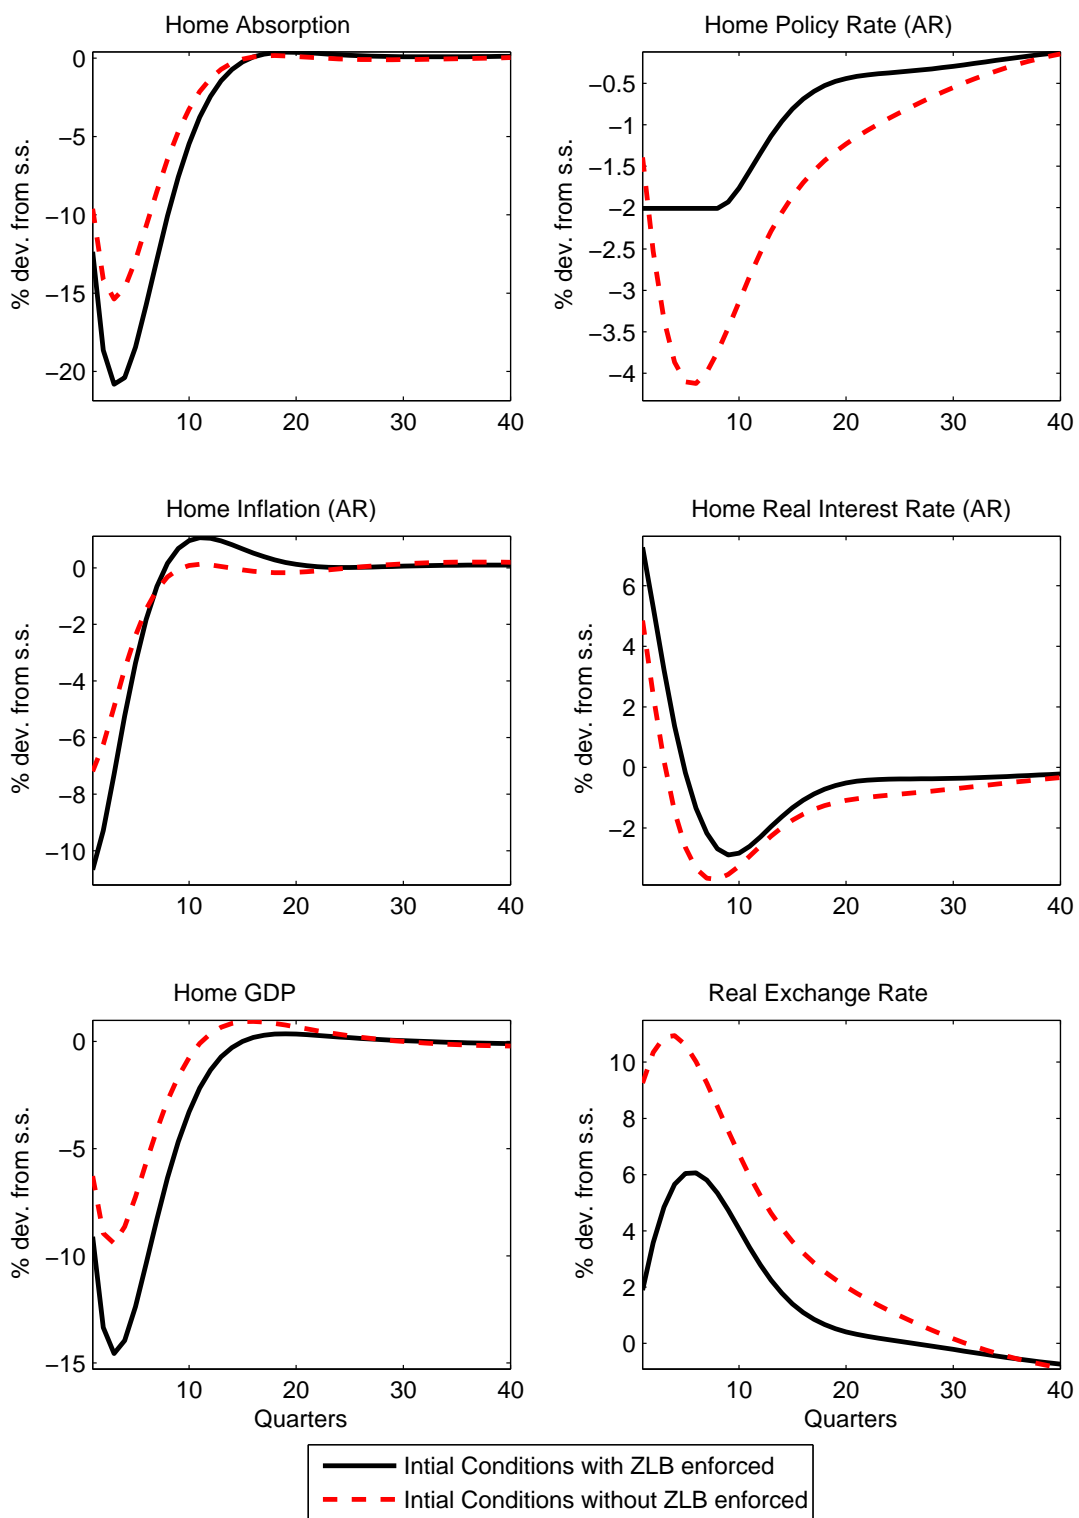 Home Absorption
% dev. from s.s.
0
−5
−10
−15
−20
10 20 30 40
Home Policy Rate (AR)
% dev. from s.s.
−0.5
−1
−1.5
−2
−2.5
−3
−3.5
−4
10 20 30 40
Home Inflation (AR)
% dev. from s.s.
0
−2
−4
−6
−8
−10
10 20 30 40
Home Real Interest Rate (AR)
% dev. from s.s.
6
4
2
0
−2
10 20 30 40
Home GDP
% dev. from s.s.
0
−5
−10
−15
10 20 30 40
Quarters
Real Exchange Rate
% dev. from s.s.
10
8
6
4
2
0
10 20 30 40
Quarters
Intial Conditions with ZLB enforced
Intial Conditions without ZLB enforced